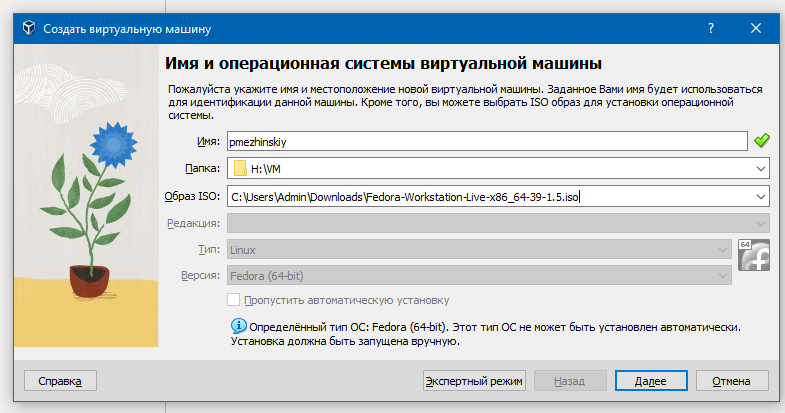 Создать виртуальную машину
?
Имя и операционная системы виртуальной машины
Пожалуйста укажите имя и местоположение новой виртуальной машины. Заданное Вами имя будет использоваться
для идентификации данной машины. Кроме того, вы можете выбрать ISO образ для установки операционной
системы.
Имя: pmezhinskiy
Папка: H:\VM
Образ ISO: C:\Users\Admin\Downloads\Fedora-Workstation-Live-x86_64-39-1.5.iso
Редакция:
Тип: Linux
64
Версия: Fedora (64-bit)
Пропустить автоматическую установку
Определённый тип ОС: Fedora (64-bit). Этот тип ОС не может быть установлен автоматически.
Установка должна быть запущена вручную.
Справка Экспертный режим Назад Далее Отмена